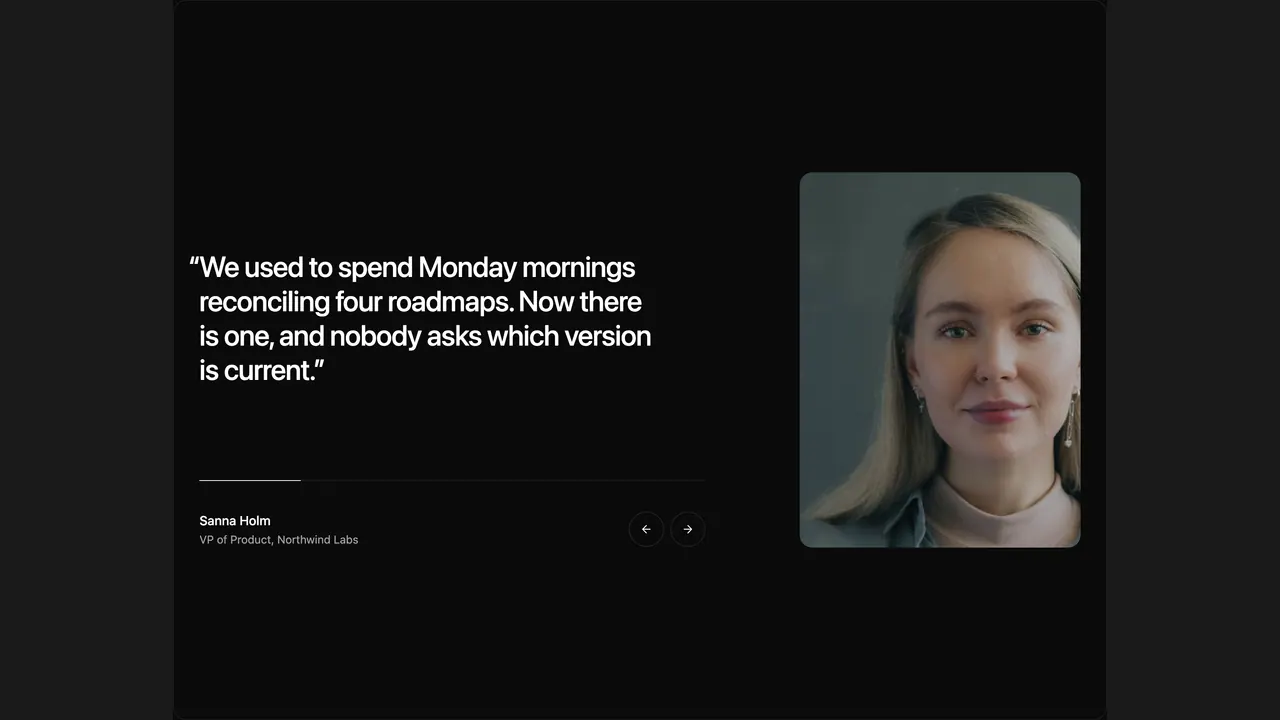 “We used to spend Monday mornings
reconciling four roadmaps. Now there
is one, and nobody asks which version
is current.”
Sanna Holm
VP of Product, Northwind Labs